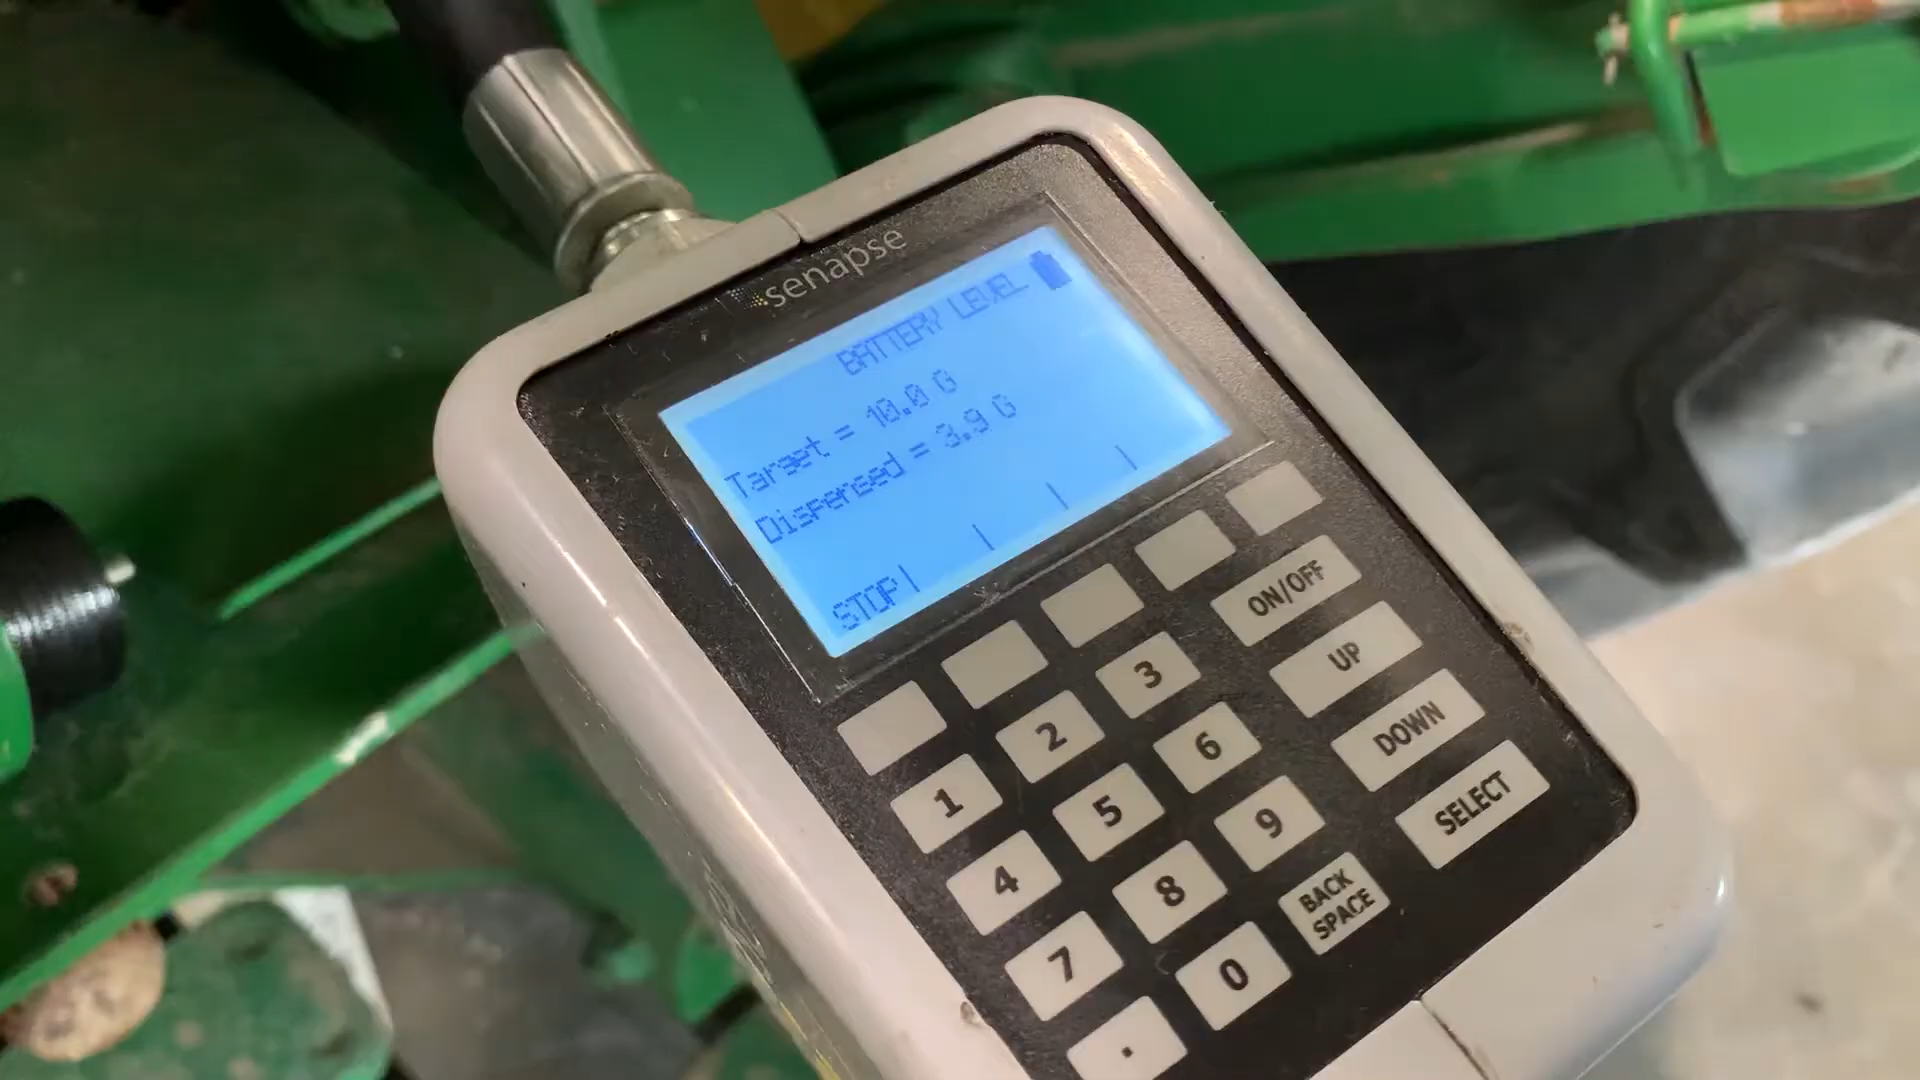 senapse
BATTERY LEVEL
Target = 10.0 G
Dispensed = 3.9 G
STOP
ON/OFF
1 2 3 UP
4 5 6 DOWN
7 8 9 SELECT
. 0 BACK SPACE